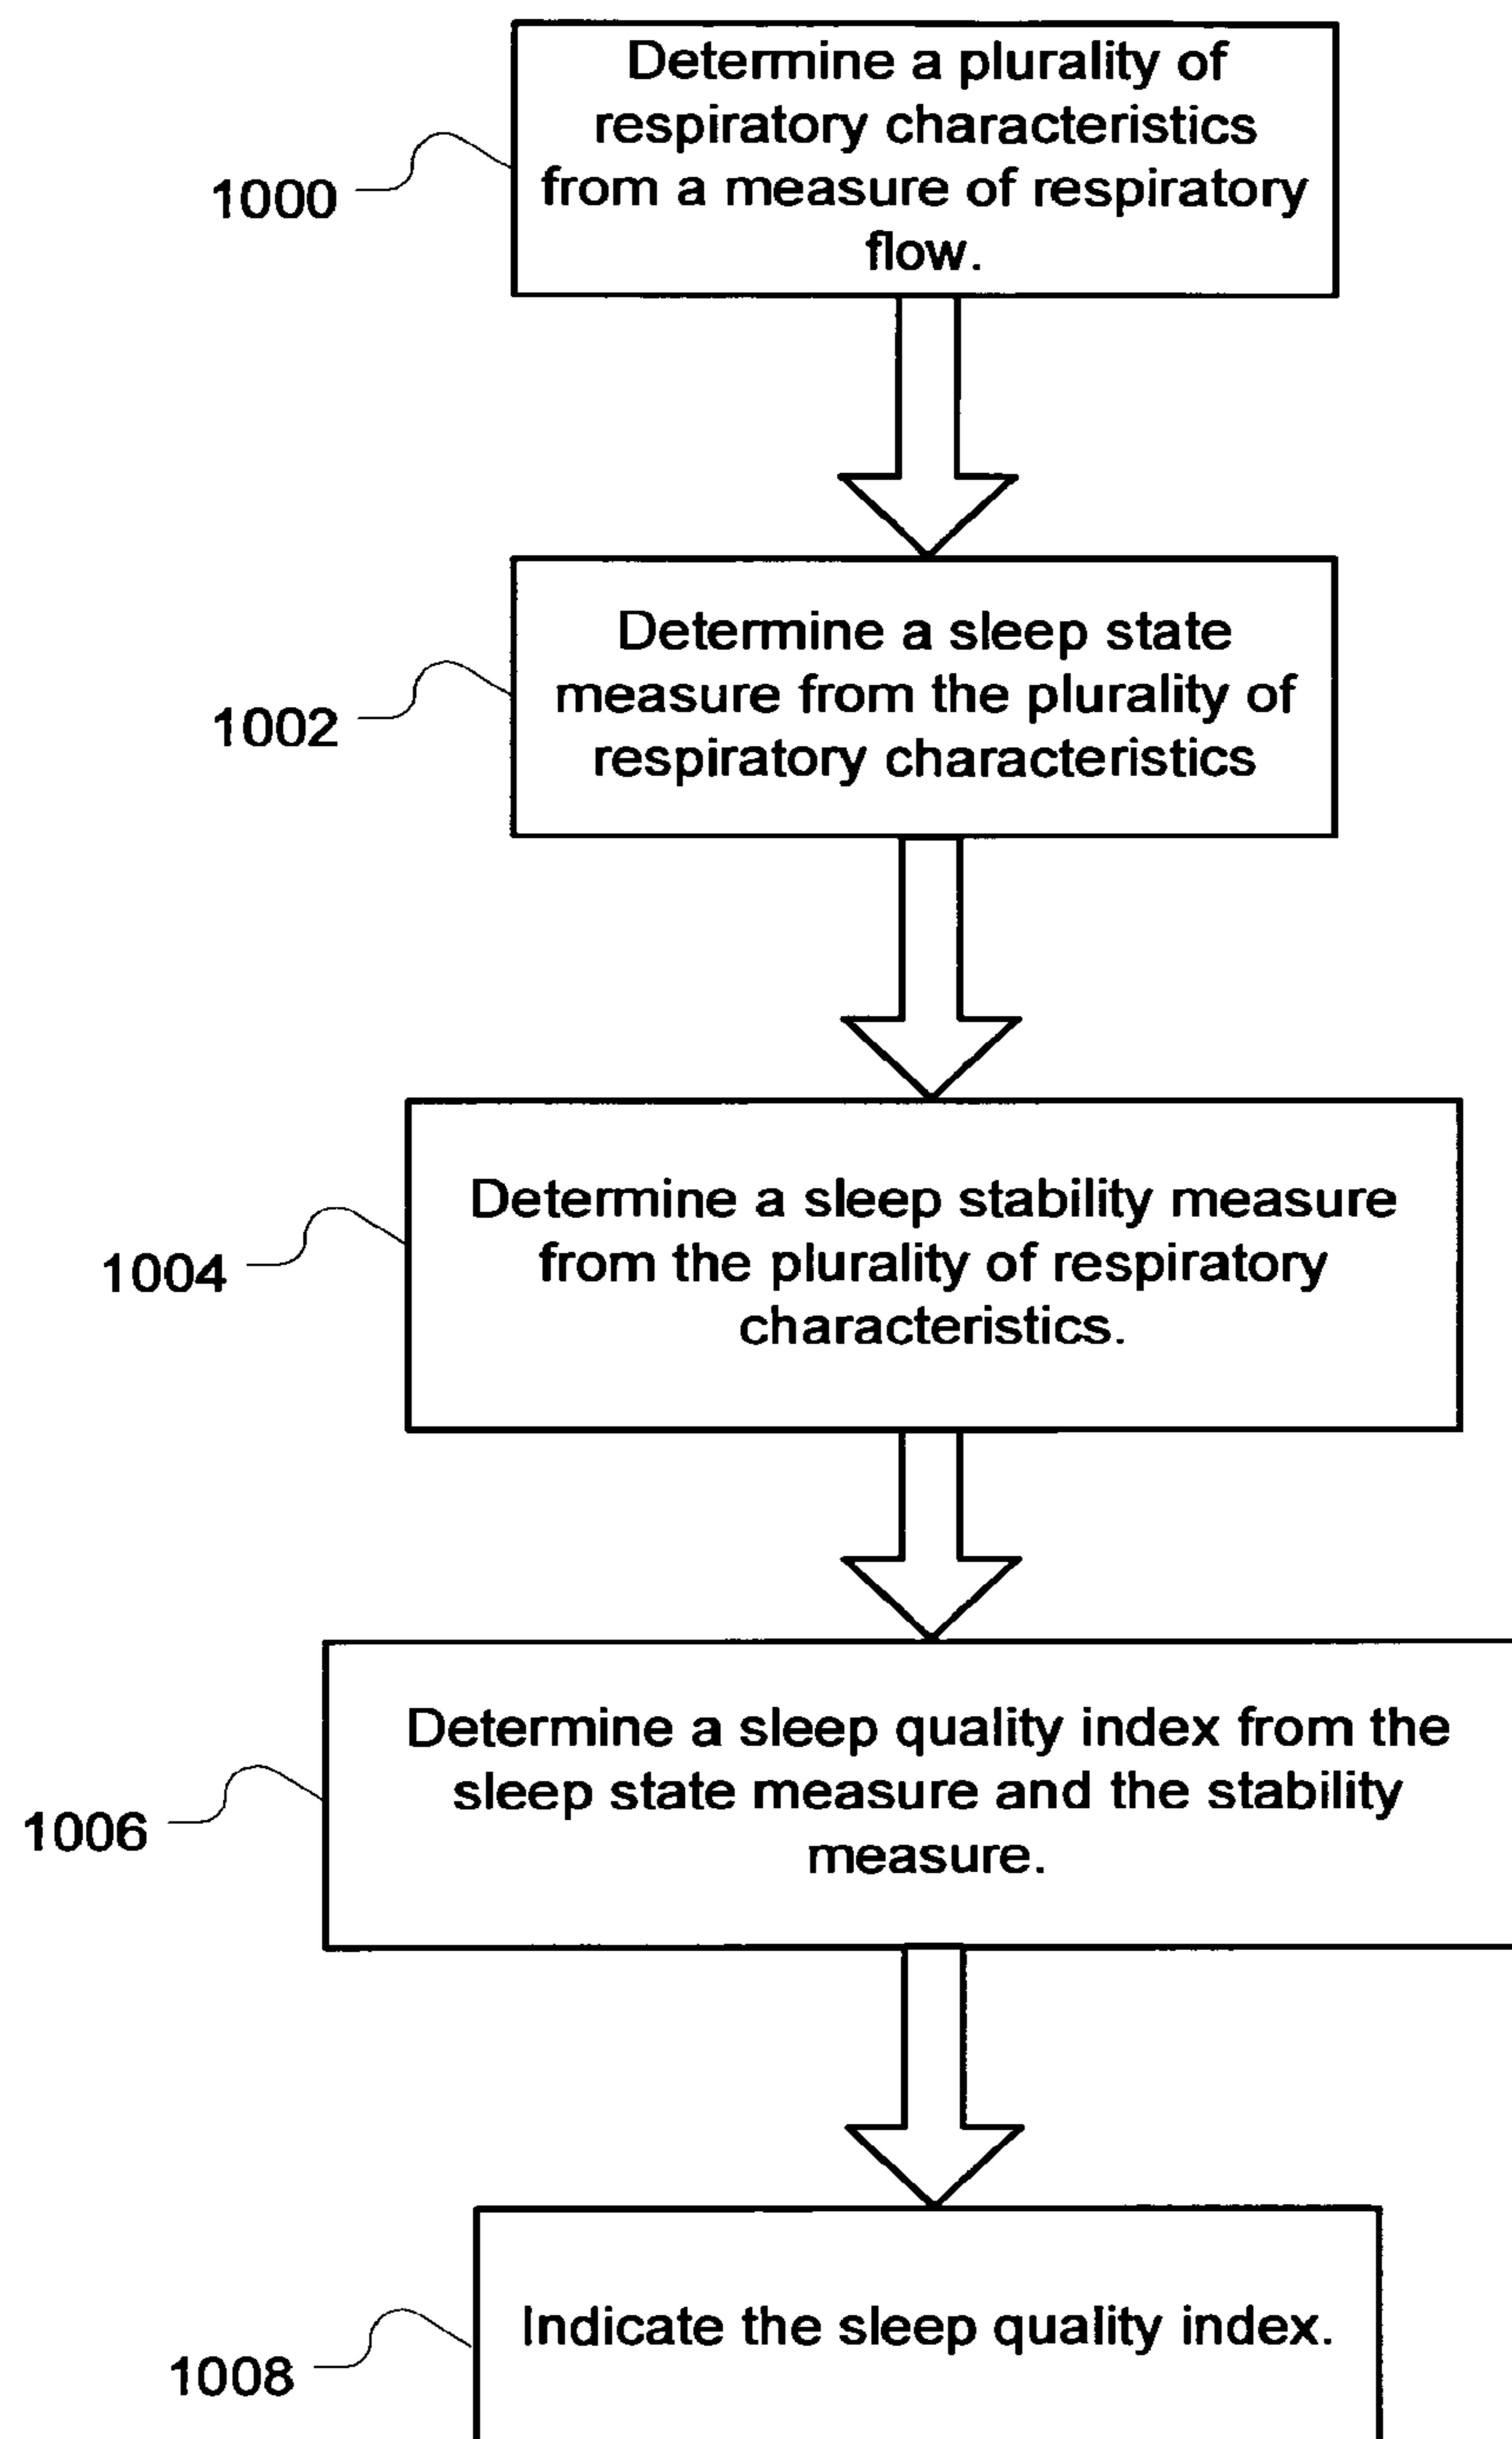 Determine a plurality of
respiratory characteristics
from a measure of respiratory
flow.
1000
Determine a sleep state
measure from the plurality of
respiratory characteristics
1002
Determine a sleep stability measure
from the plurality of respiratory
characteristics.
1004
Determine a sleep quality index from the
sleep state measure and the stability
measure.
1006
Indicate the sleep quality index.
1008